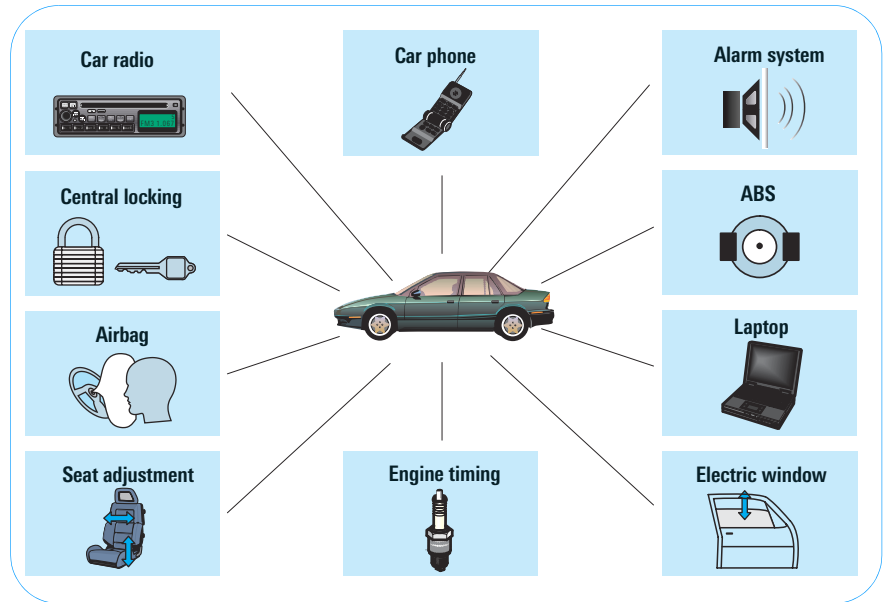 Car radio
Car phone
Alarm system
Central locking
ABS
Airbag
Laptop
Seat adjustment
Engine timing
Electric window